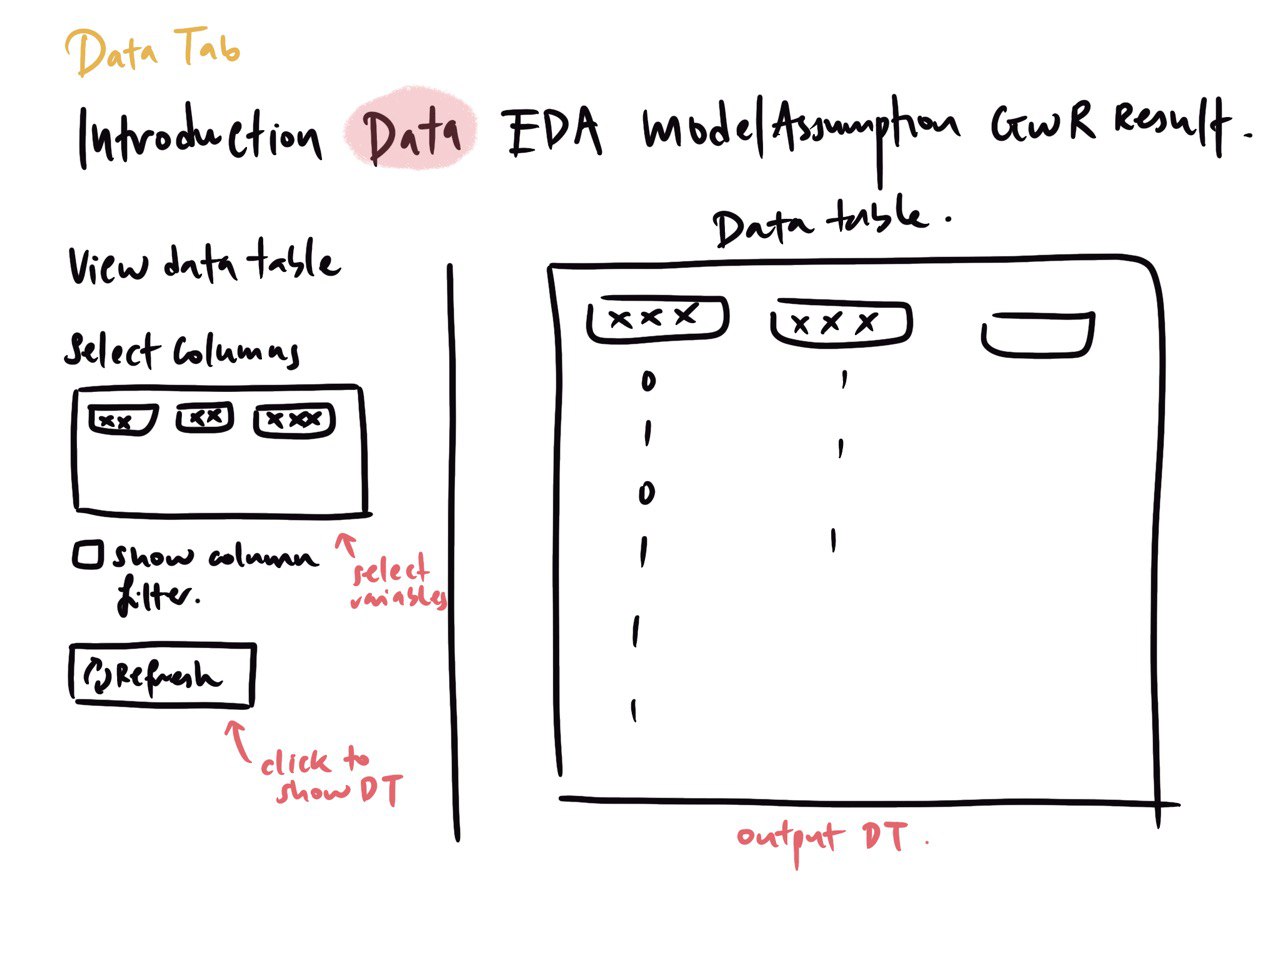 Data Tab
Introduction Data EDA Model Assumption GWR Result.
Data table.
View data table
Select Columns
xx xx xxx
show column
filter.
select
variables
Refresh
click to
show DT
xxx xxx
0 1
1 1
0
1 1
1
1
output DT.